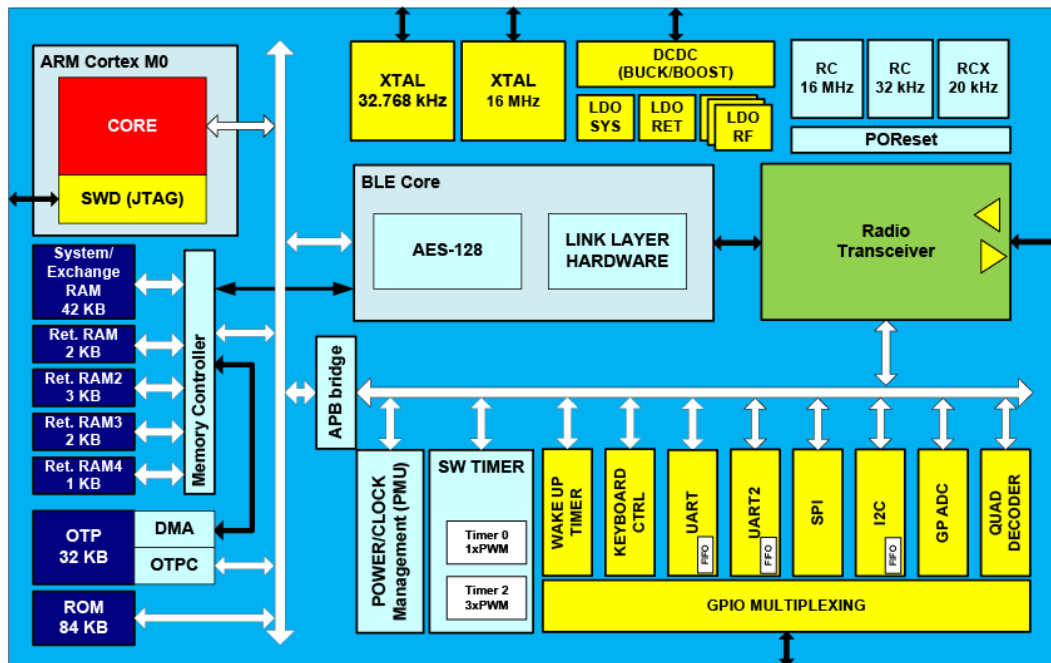 ARM Cortex M0
CORE
SWD (JTAG)
XTAL
32.768 kHz
XTAL
16 MHz
DCDC
(BUCK/BOOST)
LDO
SYS
LDO
RET
LDO
RF
RC
16 MHz
RC
32 kHz
RCX
20 kHz
POReset
BLE Core
AES-128
LINK LAYER
HARDWARE
Radio
Transceiver
System/
Exchange
RAM
42 KB
Ret. RAM
2 KB
Ret. RAM2
3 KB
Ret. RAM3
2 KB
Ret. RAM4
1 KB
Memory Controller
OTP
32 KB
DMA
OTPC
ROM
84 KB
APB bridge
POWER/CLOCK
Management (PMU)
SW TIMER
Timer 0
1xPWM
Timer 2
3xPWM
WAKE UP
TIMER
KEYBOARD
CTRL
UART
FIFO
UART2
FIFO
SPI
I2C
FIFO
GP ADC
QUAD
DECODER
GPIO MULTIPLEXING